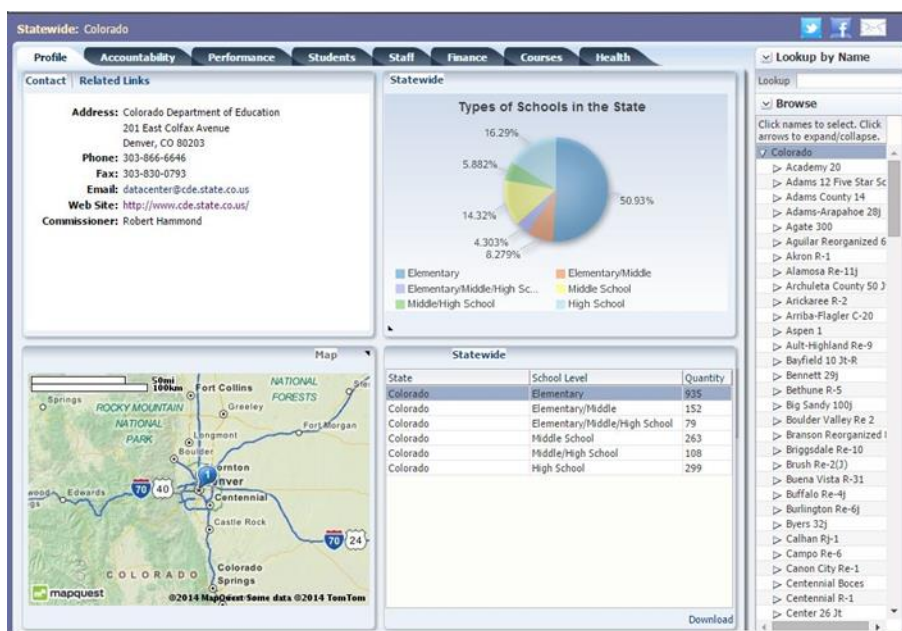 Statewide: Colorado
Profile
Accountability
Performance
Students
Staff
Finance
Courses
Health
Contact
Related Links
Address: Colorado Department of Education
201 East Colfax Avenue
Denver, CO 80203
Phone: 303-866-6646
Fax: 303-830-0793
Email: datacenter@cde.state.co.us
Web Site: http://www.cde.state.co.us/
Commissioner: Robert Hammond
Statewide
Types of Schools in the State
16.29%
5.882%
50.93%
14.32%
4.303%
8.279%
Elementary
Elementary/Middle
Elementary/Middle/High Sc...
Middle School
Middle/High School
High School
Map
50mi
100km
Fort Collins
NATIONAL
FORESTS
Springs
ROCKY MOUNTAIN
NATIONAL
PARK
Greeley
Fort Morgan
Longmont
Boulder
ornton
1
nver
70
40
Edwards
Centennial
Castle Rock
70
24
COLORADO
Colorado
Springs
mapquest
©2014 MapQuest Some data ©2014 TomTom
Statewide
State School Level Quantity
Colorado Elementary 935
Colorado Elementary/Middle 152
Colorado Elementary/Middle/High School 79
Colorado Middle School 263
Colorado Middle/High School 108
Colorado High School 299
Download
Lookup by Name
Lookup
Browse
Click names to select. Click
arrows to expand/collapse.
Colorado
Academy 20
Adams 12 Five Star Sc
Adams County 14
Adams-Arapahoe 28j
Agate 300
Aguilar Reorganized 6
Akron R-1
Alamosa Re-11j
Archuleta County 50 J
Arickaree R-2
Arriba-Flagler C-20
Aspen 1
Ault-Highland Re-9
Bayfield 10 Jt-R
Bennett 29j
Bethune R-5
Big Sandy 100j
Boulder Valley Re 2
Branson Reorganized
Briggsdale Re-10
Brush Re-2(J)
Buena Vista R-31
Buffalo Re-4j
Burlington Re-6j
Byers 32j
Calhan Rj-1
Campo Re-6
Canon City Re-1
Centennial Boces
Centennial R-1
Center 26 Jt